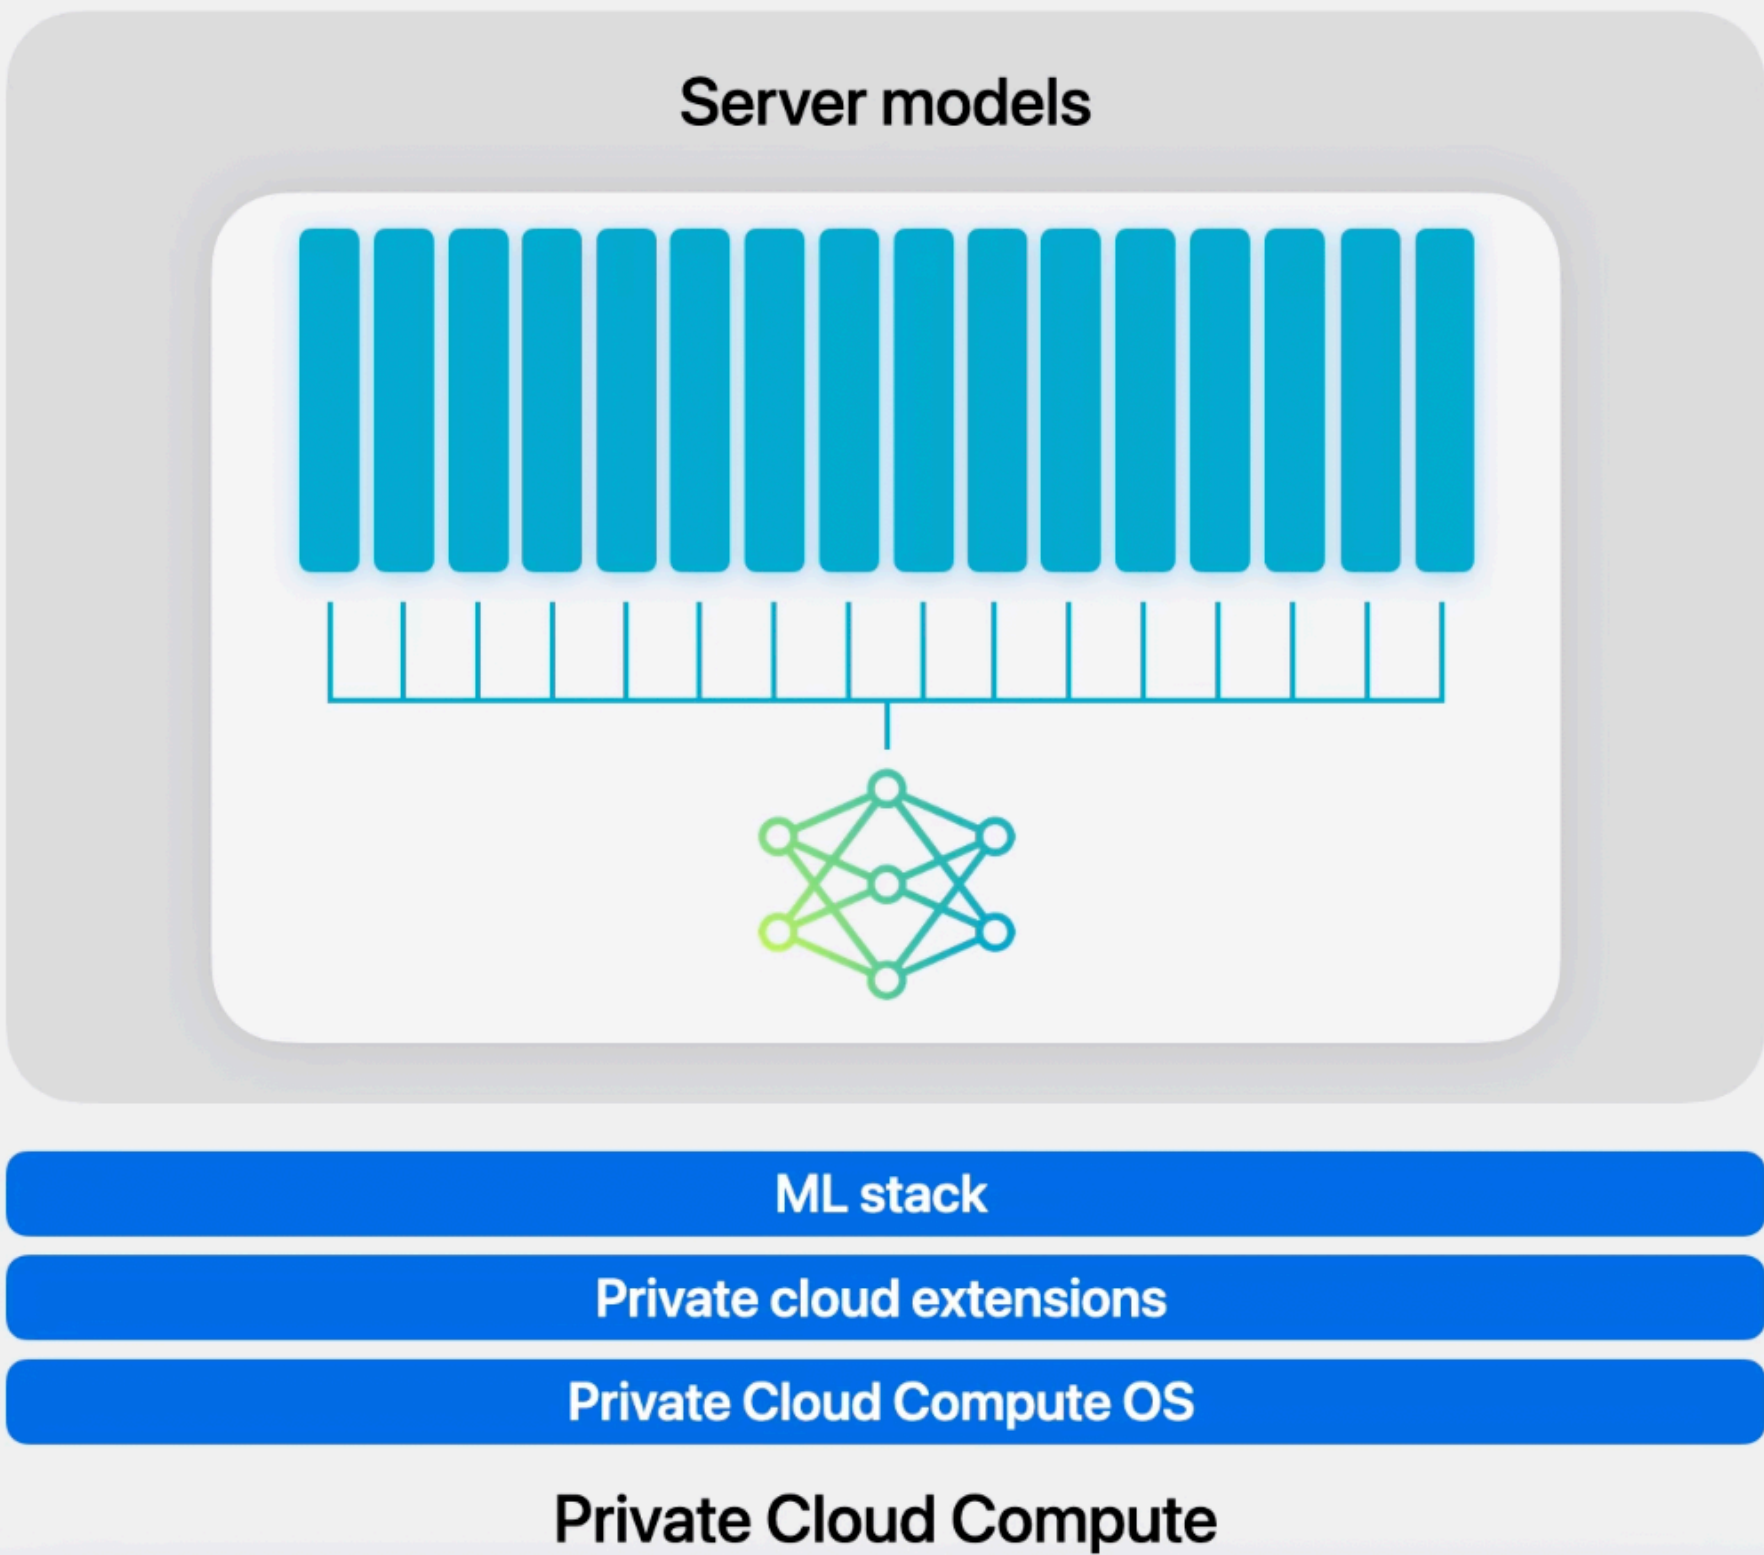 Server models
ML stack
Private cloud extensions
Private Cloud Compute OS
Private Cloud Compute